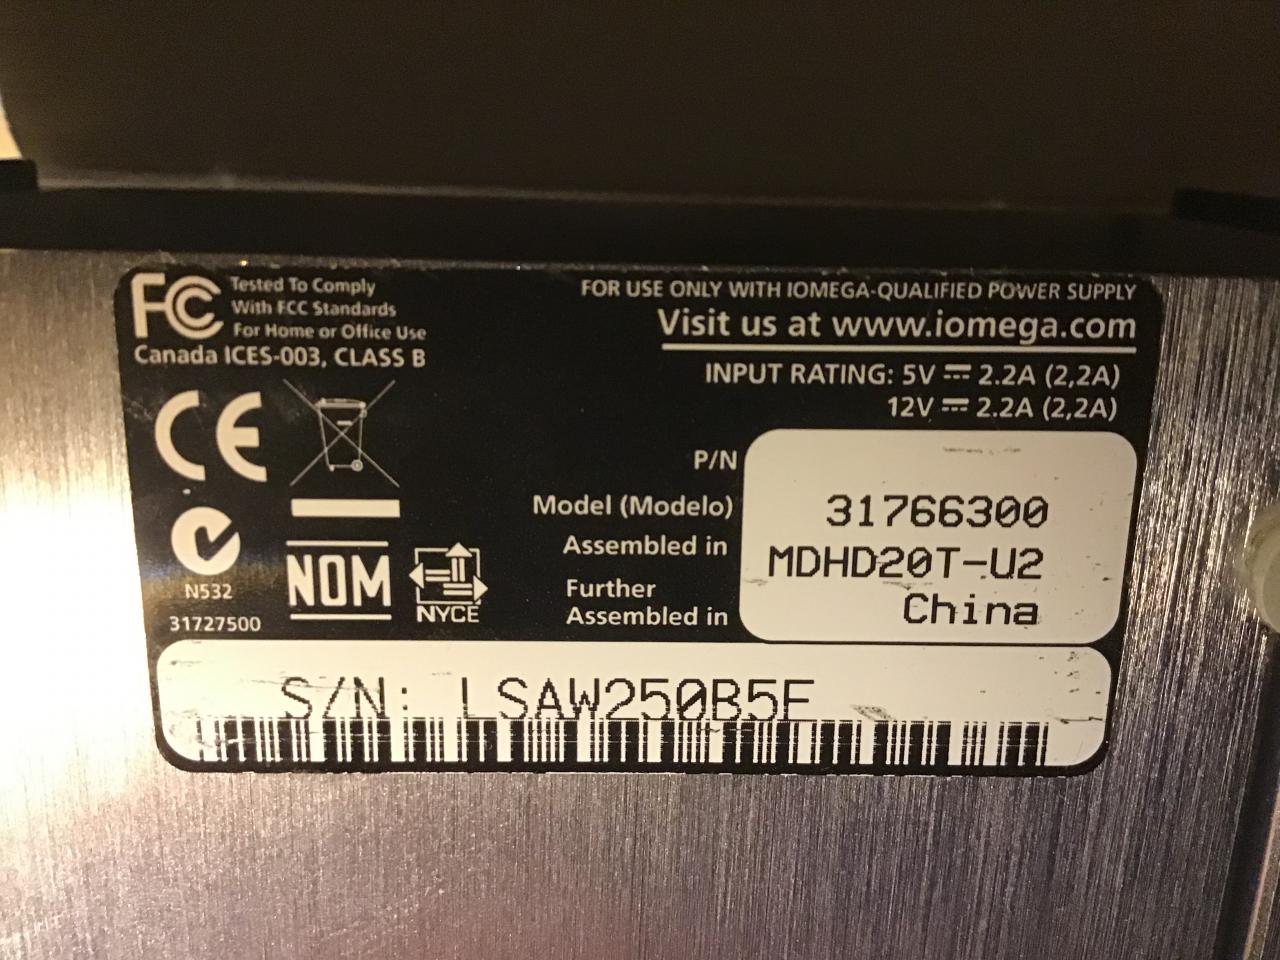 FC Tested To Comply
With FCC Standards
For Home or Office Use
Canada ICES-003, CLASS B
CE
N532
31727500
NOM
NYCE
FOR USE ONLY WITH IOMEGA-QUALIFIED POWER SUPPLY
Visit us at www.iomega.com
INPUT RATING: 5V ⎓ 2.2A (2,2A)
12V ⎓ 2.2A (2,2A)
P/N
Model (Modelo) 31766300
Assembled in MDHD20T-U2
Further China
Assembled in
S/N: LSAW250B5E